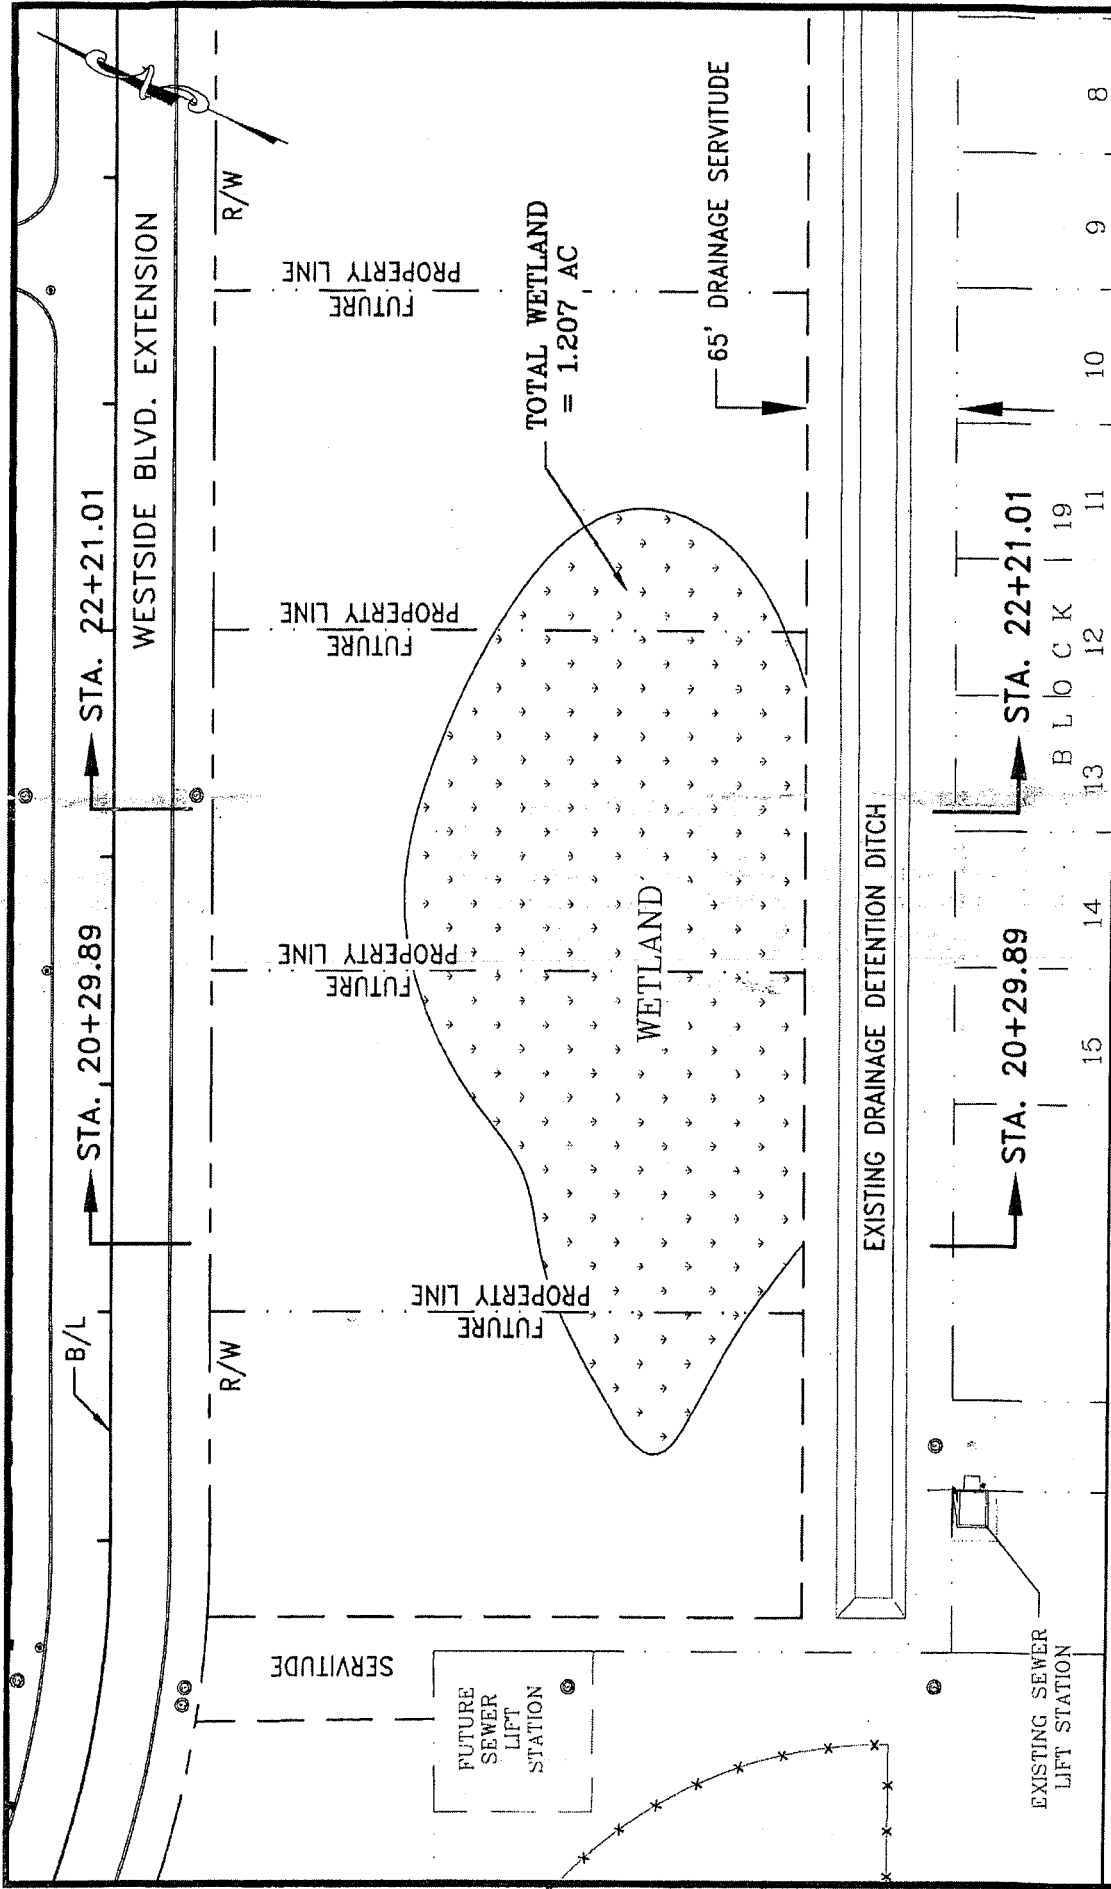 B/L
STA. 20+29.89
STA. 22+21.01
WESTSIDE BLVD. EXTENSION
R/W
R/W
SERVITUDE
FUTURE
PROPERTY LINE
FUTURE
PROPERTY LINE
FUTURE
PROPERTY LINE
FUTURE
PROPERTY LINE
TOTAL WETLAND
= 1.207 AC
WETLAND
65' DRAINAGE SERVITUDE
FUTURE
SEWER
LIFT
STATION
EXISTING DRAINAGE DETENTION DITCH
STA. 20+29.89
STA. 22+21.01
EXISTING SEWER
LIFT STATION
BLOCK 19
15
14
13
12
11
10
9
8